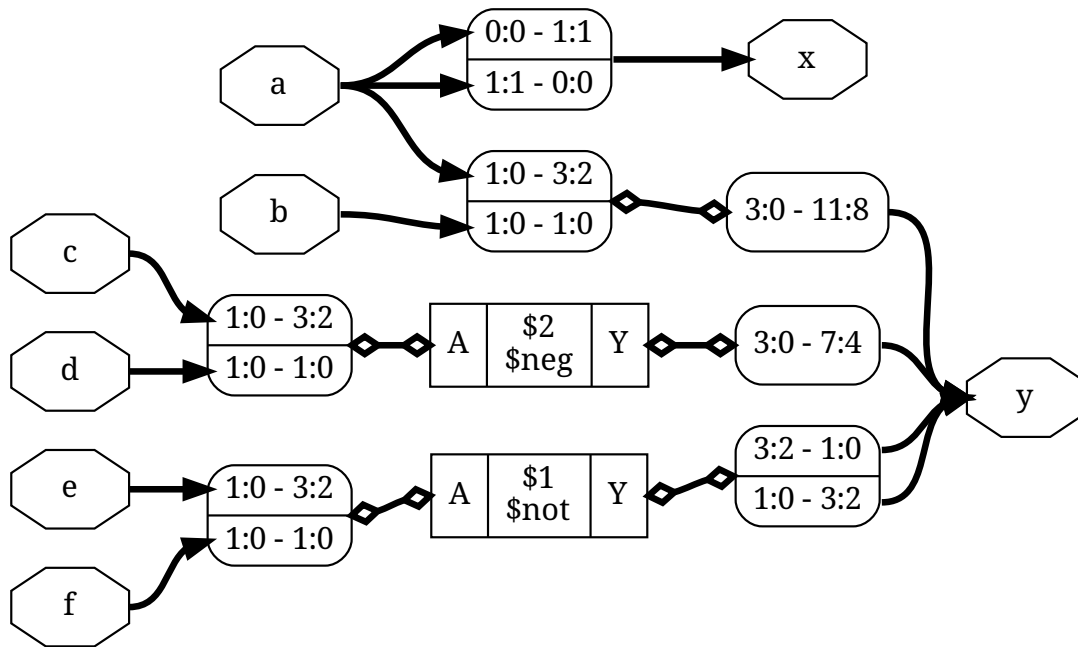 a
0:0 - 1:1
1:1 - 0:0
x
b
1:0 - 3:2
1:0 - 1:0
3:0 - 11:8
c
d
1:0 - 3:2
1:0 - 1:0
A
$2
$neg
Y
3:0 - 7:4
y
e
f
1:0 - 3:2
1:0 - 1:0
A
$1
$not
Y
3:2 - 1:0
1:0 - 3:2